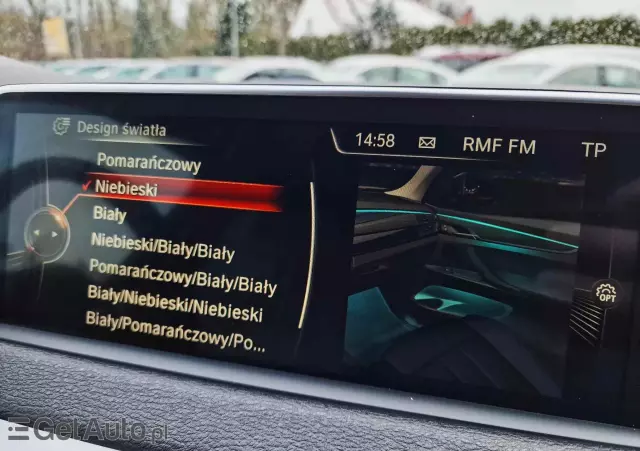 Design światła
14:58
RMF FM
TP
Pomarańczowy
Niebieski
Biały
Niebieski/Biały/Biały
Pomarańczowy/Biały/Biały
Biały/Niebieski/Niebieski
Biały/Pomarańczowy/Po...
OPT
GetAuto.pl